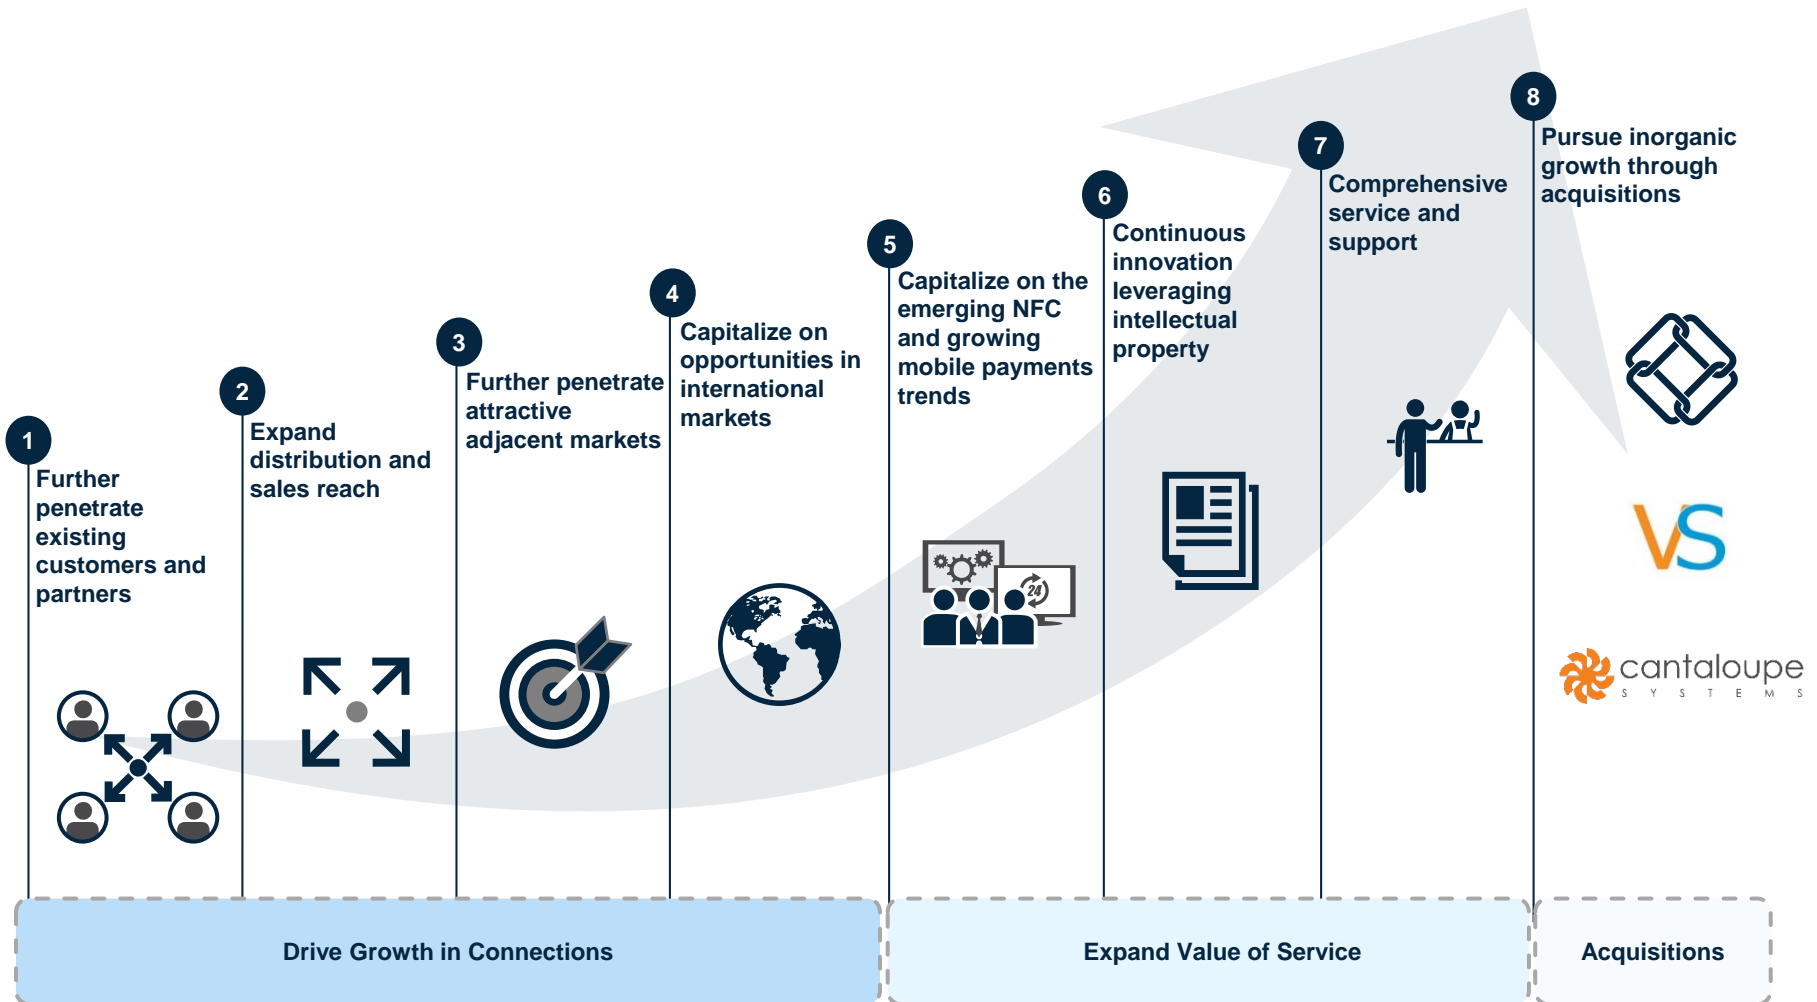 1
Further
penetrate
existing
customers and
partners
2
Expand
distribution and
sales reach
3
Further penetrate
attractive
adjacent markets
4
Capitalize on
opportunities in
international
markets
5
Capitalize on the
emerging NFC
and growing
mobile payments
trends
24
6
Continuous
innovation
leveraging
intellectual
property
7
Comprehensive
service and
support
8
Pursue inorganic
growth through
acquisitions
VS
cantaloupe
SYSTEMS
Drive Growth in Connections
Expand Value of Service
Acquisitions